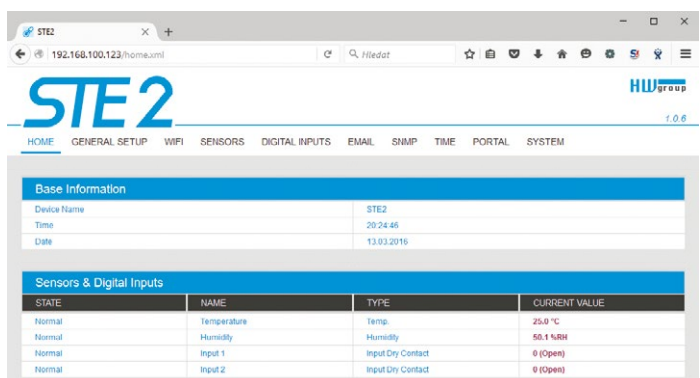 STE2
192.168.100.123/home.xml
Hledat
STE2
HWgroup
1.0.6
HOME GENERAL SETUP WIFI SENSORS DIGITAL INPUTS EMAIL SNMP TIME PORTAL SYSTEM
Base Information
Device Name STE2
Time 20:24:46
Date 13.03.2016
Sensors & Digital Inputs
STATE NAME TYPE CURRENT VALUE
Normal Temperature Temp. 25.0 °C
Normal Humidity Humidity 50.1 %RH
Normal Input 1 Input Dry Contact 0 (Open)
Normal Input 2 Input Dry Contact 0 (Open)